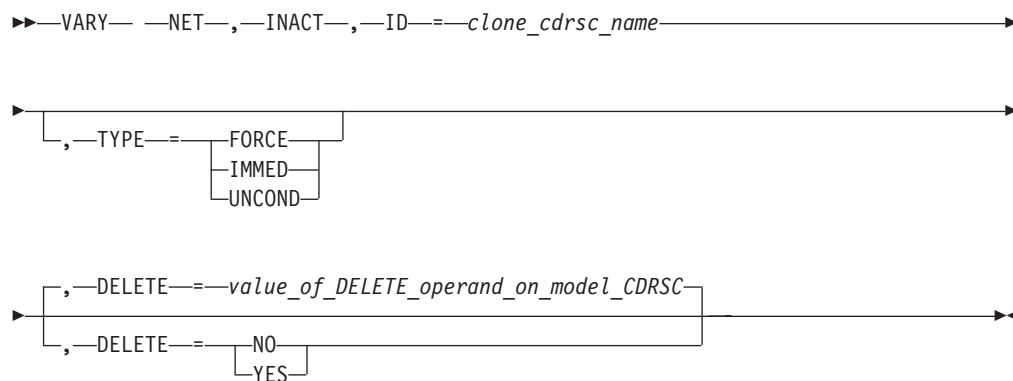 VARY NET , INACT , ID = clone_cdrsc_name
, TYPE = FORCE
IMMED
UNCOND
, DELETE = value_of_DELETE_operand_on_model_CDRSC
, DELETE = NO
YES